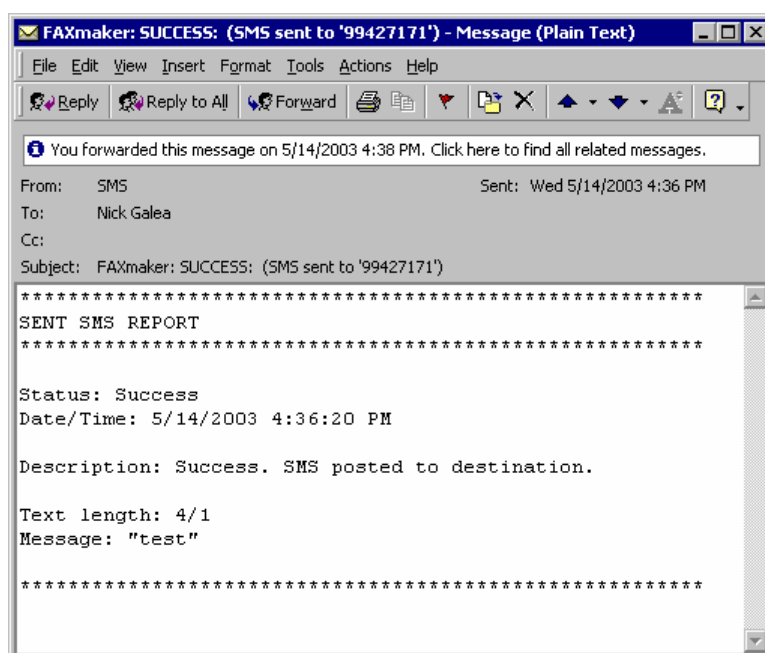 FAXmaker: SUCCESS: (SMS sent to '99427171') - Message (Plain Text)
File Edit View Insert Format Tools Actions Help
Reply Reply to All Forward
You forwarded this message on 5/14/2003 4:38 PM. Click here to find all related messages.
From: SMS Sent: Wed 5/14/2003 4:36 PM
To: Nick Galea
Cc:
Subject: FAXmaker: SUCCESS: (SMS sent to '99427171')
*********************************************************
SENT SMS REPORT
*********************************************************
Status: Success
Date/Time: 5/14/2003 4:36:20 PM
Description: Success. SMS posted to destination.
Text length: 4/1
Message: "test"
*********************************************************